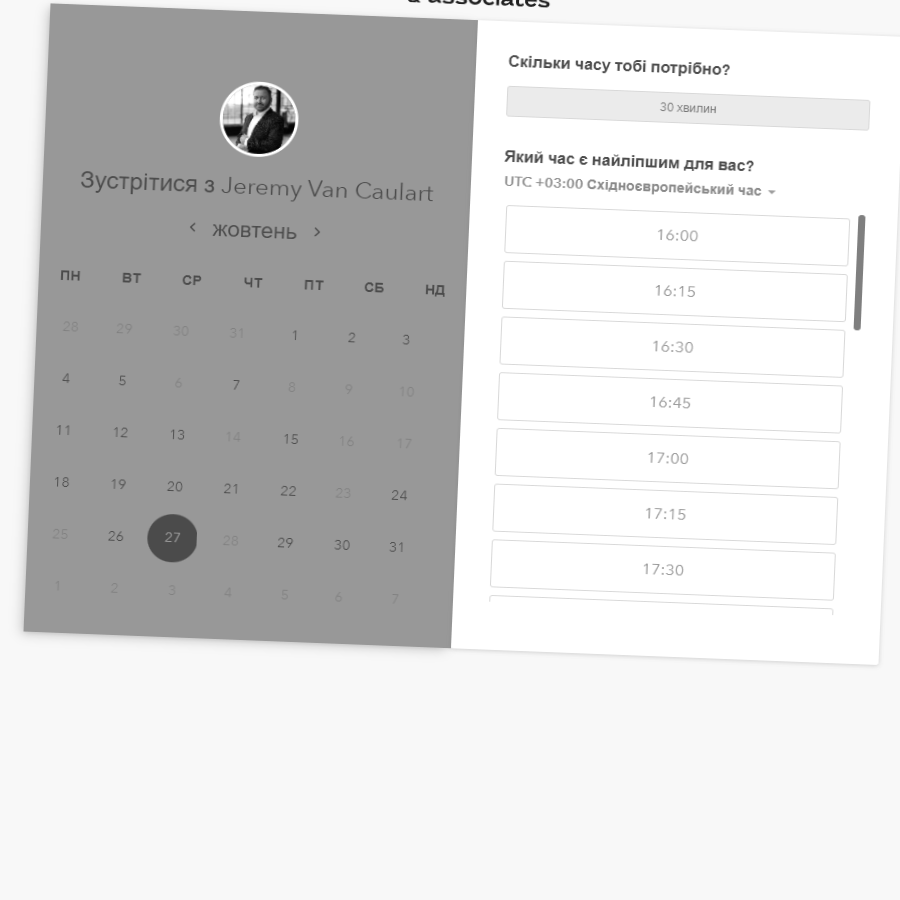 & associates
Зустрітися з Jeremy Van Caulart
жовтень
ПН ВТ СР ЧТ ПТ СБ НД
28 29 30 31 1 2 3
4 5 6 7 8 9 10
11 12 13 14 15 16 17
18 19 20 21 22 23 24
25 26 27 28 29 30 31
1 2 3 4 5 6 7
Скільки часу тобі потрібно?
30 хвилин
Який час є найліпшим для вас?
UTC +03:00 Східноєвропейський час
16:00
16:15
16:30
16:45
17:00
17:15
17:30